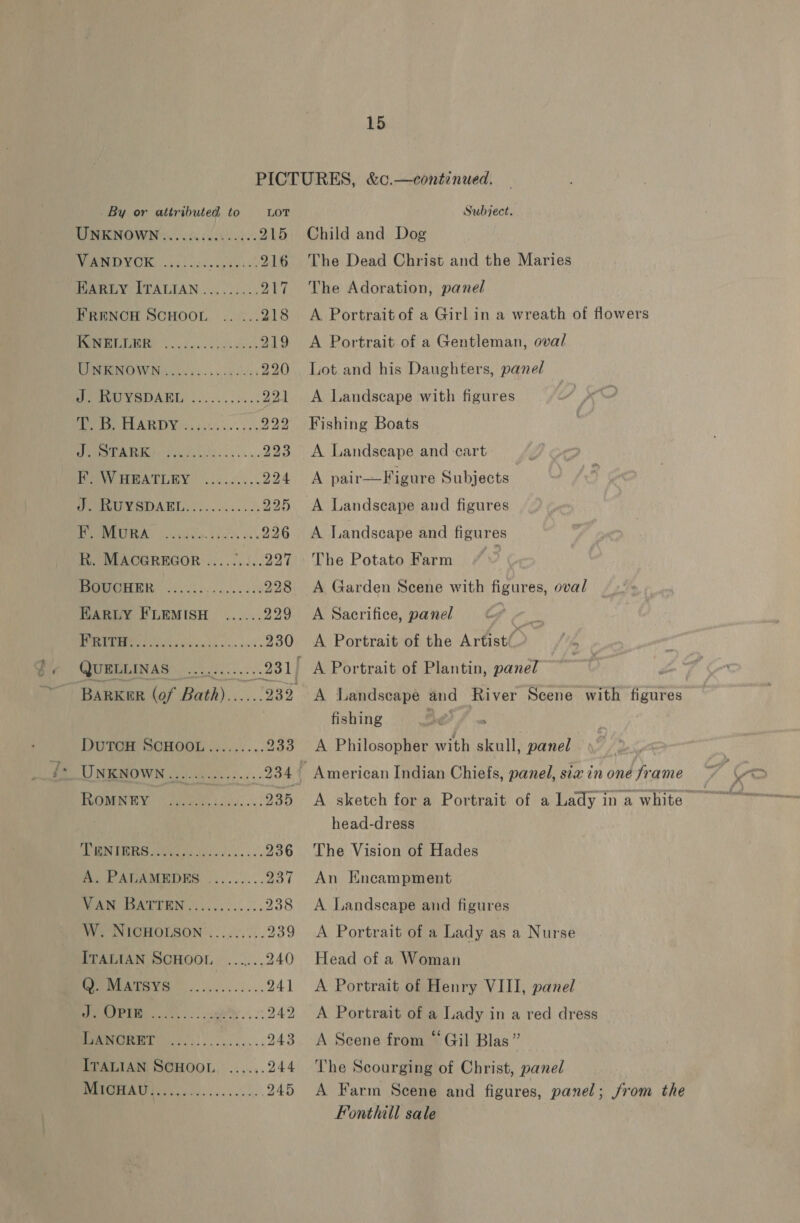 15
PICTURES, &c.—continued.
By or attributed to LOT Subject.
UNKNOWN ............... 215 Child and Dog
VANDYCK ............... 216 The Dead Christ and the Maries
EARLY ITALIAN ......... 217 The Adoration, panel
FRENCH SCHOOL ...... 218 A Portrait of a Girl in a wreath of flowers
KNELLER ............... 219 A Portrait of a Gentleman, oval
UNKNOWN ............... 220 Lot and his Daughters, panel
J. RUYSDAEL ............ 221 A Landscape with figures
T. B. HARDY ............ 222 Fishing Boats
J. STARK ............... 223 A Landscape and cart
F. WHEATLEY ......... 224 A pair—Figure Subjects
J. RUYSDAEL ............ 225 A Landscape and figures
F. MURA ............... 226 A Landscape and figures
R. MACGREGOR ......... 227 The Potato Farm
BOUCHER ............... 228 A Garden Scene with figures, oval
EARLY FLEMISH ...... 229 A Sacrifice, panel
FRITH ..................... 230 A Portrait of the Artist
QUELLINAS ............ 231 A Portrait of Plantin, panel
BARKER (of Bath) ...... 232 A Landscape and River Scene with figures
fishing
DUTCH SCHOOL ......... 233 A Philosopher with skull, panel
UNKNOWN ............... 234 American Indian Chiefs, panel, six in one frame
ROMNEY ............... 235 A sketch for a Portrait of a Lady in a white
head-dress
TENIERS .................. 236 The Vision of Hades
A. PALAMEDES ......... 237 An Encampment
VAN BATTEN ............ 238 A Landscape and figures
W. NICHOLSON ......... 239 A Portrait of a Lady as a Nurse
ITALIAN SCHOOL ...... 240 Head of a Woman
Q. MATSYS ............ 241 A Portrait of Henry VIII, panel
J. OPIE .................. 242 A Portrait of a Lady in a red dress
LANCRET ............... 243 A Scene from “Gil Blas”
ITALIAN SCHOOL ...... 244 The Scourging of Christ, panel
MICHAU .................. 245 A Farm Scene and figures, panel; from the
Fonthill sale